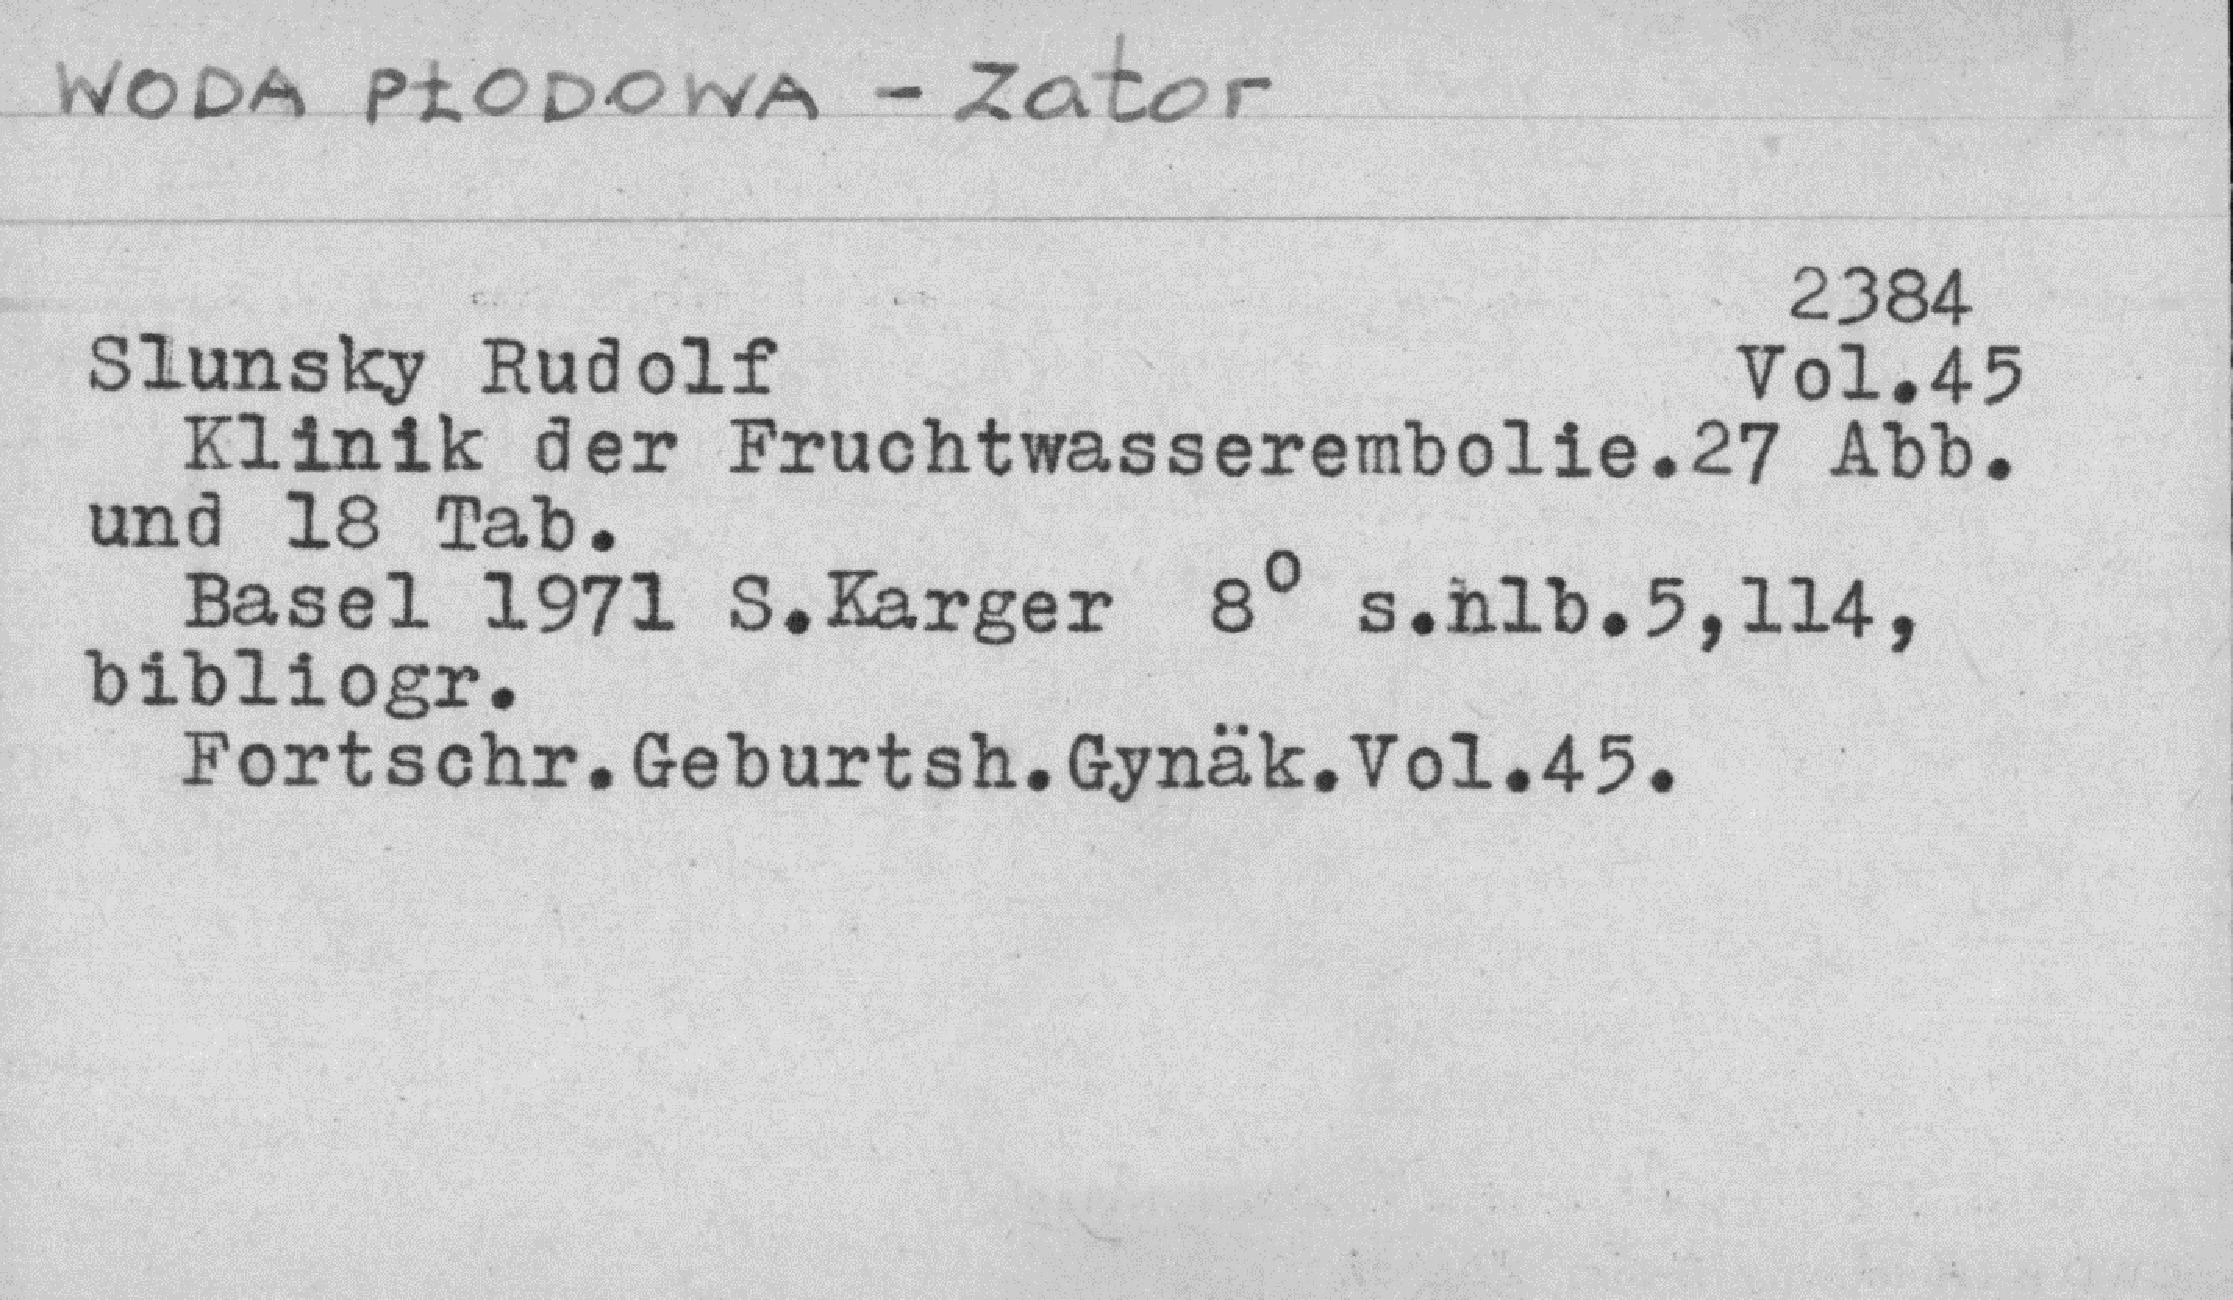 WODA PŁODOWA - Zator
2384
Slunsky Rudolf Vol.45
Klinik der Fruchtwasserembolie.27 Abb.
und 18 Tab.
Basel 1971 S.Karger 8° s.nlb.5,114,
bibliogr.
Fortschr.Geburtsh.Gynäk.Vol.45.